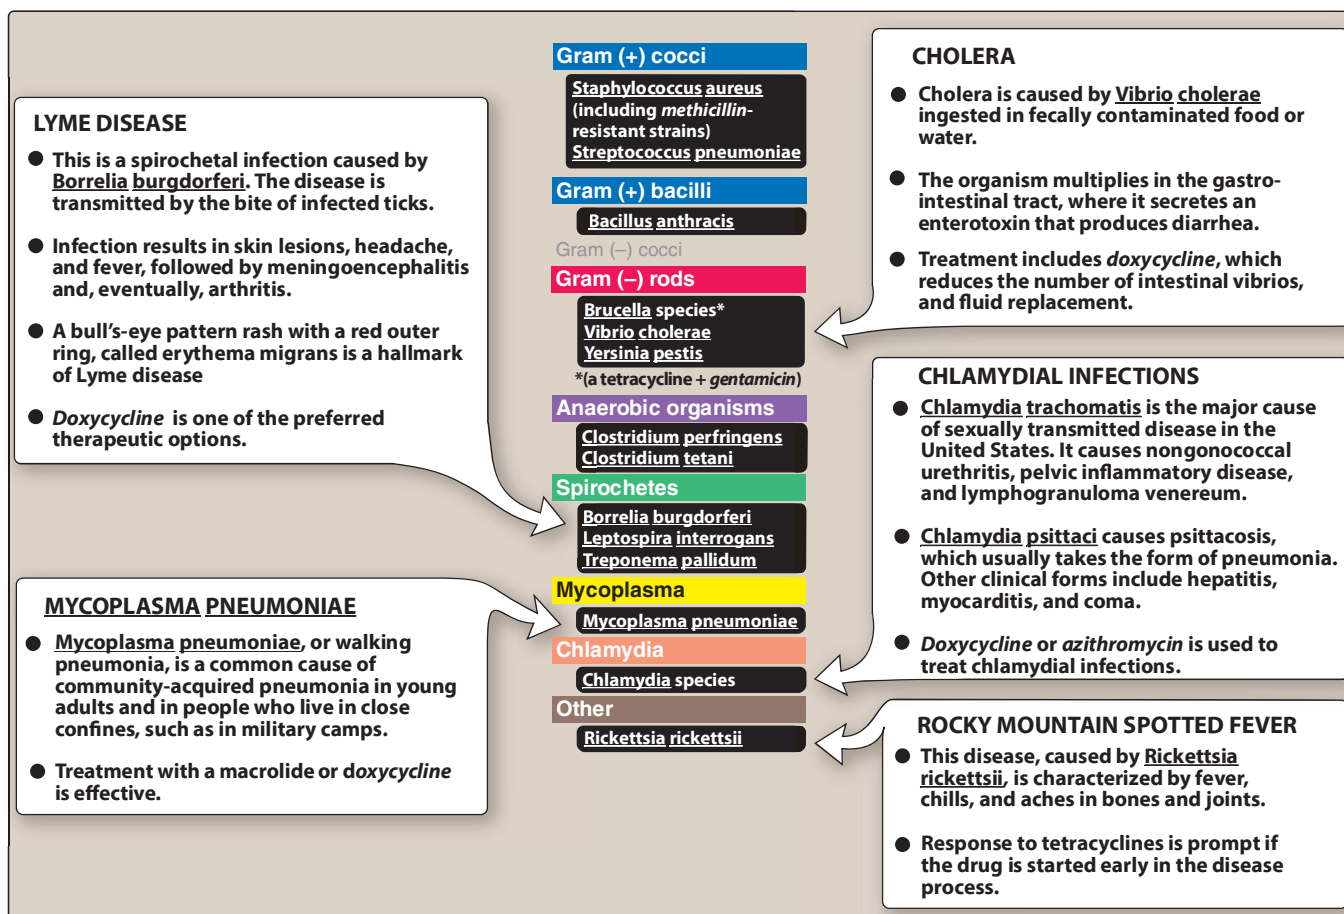 LYME DISEASE
● This is a spirochetal infection caused by
Borrelia burgdorferi. The disease is
transmitted by the bite of infected ticks.
● Infection results in skin lesions, headache,
and fever, followed by meningoencephalitis
and, eventually, arthritis.
● A bull's-eye pattern rash with a red outer
ring, called erythema migrans is a hallmark
of Lyme disease
● Doxycycline is one of the preferred
therapeutic options.
MYCOPLASMA PNEUMONIAE
● Mycoplasma pneumoniae, or walking
pneumonia, is a common cause of
community-acquired pneumonia in young
adults and in people who live in close
confines, such as in military camps.
● Treatment with a macrolide or doxycycline
is effective.
Gram (+) cocci
Staphylococcus aureus
(including methicillin-
resistant strains)
Streptococcus pneumoniae
Gram (+) bacilli
Bacillus anthracis
Gram (–) cocci
Gram (–) rods
Brucella species*
Vibrio cholerae
Yersinia pestis
*(a tetracycline + gentamicin)
Anaerobic organisms
Clostridium perfringens
Clostridium tetani
Spirochetes
Borrelia burgdorferi
Leptospira interrogans
Treponema pallidum
Mycoplasma
Mycoplasma pneumoniae
Chlamydia
Chlamydia species
Other
Rickettsia rickettsii
CHOLERA
● Cholera is caused by Vibrio cholerae
ingested in fecally contaminated food or
water.
● The organism multiplies in the gastro-
intestinal tract, where it secretes an
enterotoxin that produces diarrhea.
● Treatment includes doxycycline, which
reduces the number of intestinal vibrios,
and fluid replacement.
CHLAMYDIAL INFECTIONS
● Chlamydia trachomatis is the major cause
of sexually transmitted disease in the
United States. It causes nongonococcal
urethritis, pelvic inflammatory disease,
and lymphogranuloma venereum.
● Chlamydia psittaci causes psittacosis,
which usually takes the form of pneumonia.
Other clinical forms include hepatitis,
myocarditis, and coma.
● Doxycycline or azithromycin is used to
treat chlamydial infections.
ROCKY MOUNTAIN SPOTTED FEVER
● This disease, caused by Rickettsia
rickettsii, is characterized by fever,
chills, and aches in bones and joints.
● Response to tetracyclines is prompt if
the drug is started early in the disease
process.